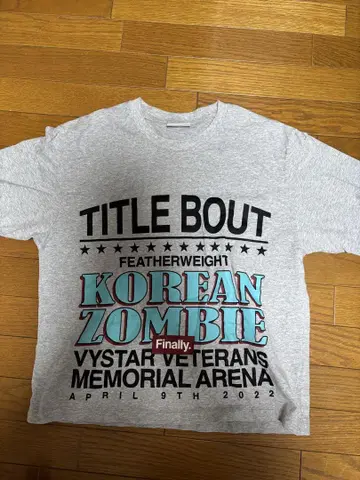 TITLE BOUT
FEATHERWEIGHT
KOREAN
ZOMBIE
Finally.
VYSTAR VETERANS
MEMORIAL ARENA
APRIL 9TH 2022